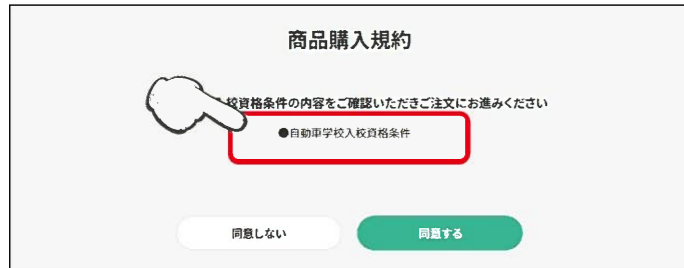 商品購入規約
校資格条件の内容をご確認いただきご注文にお進みください
●自動車学校入校資格条件
同意しない
同意する